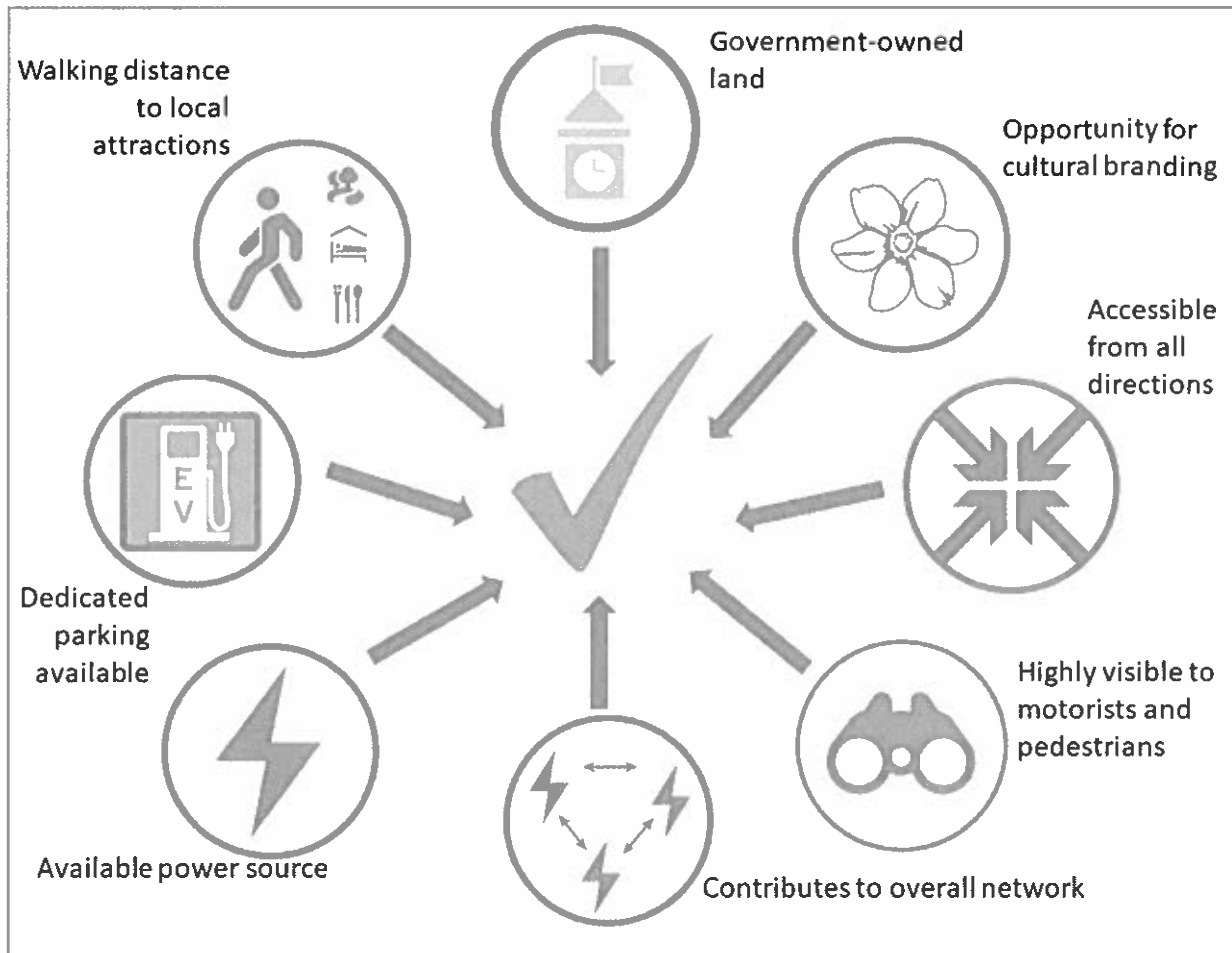 Government-owned
land
Walking distance
to local
attractions
Opportunity for
cultural branding
Accessible
from all
directions
E
V
Dedicated
parking
available
Highly visible to
motorists and
pedestrians
Available power source
Contributes to overall network